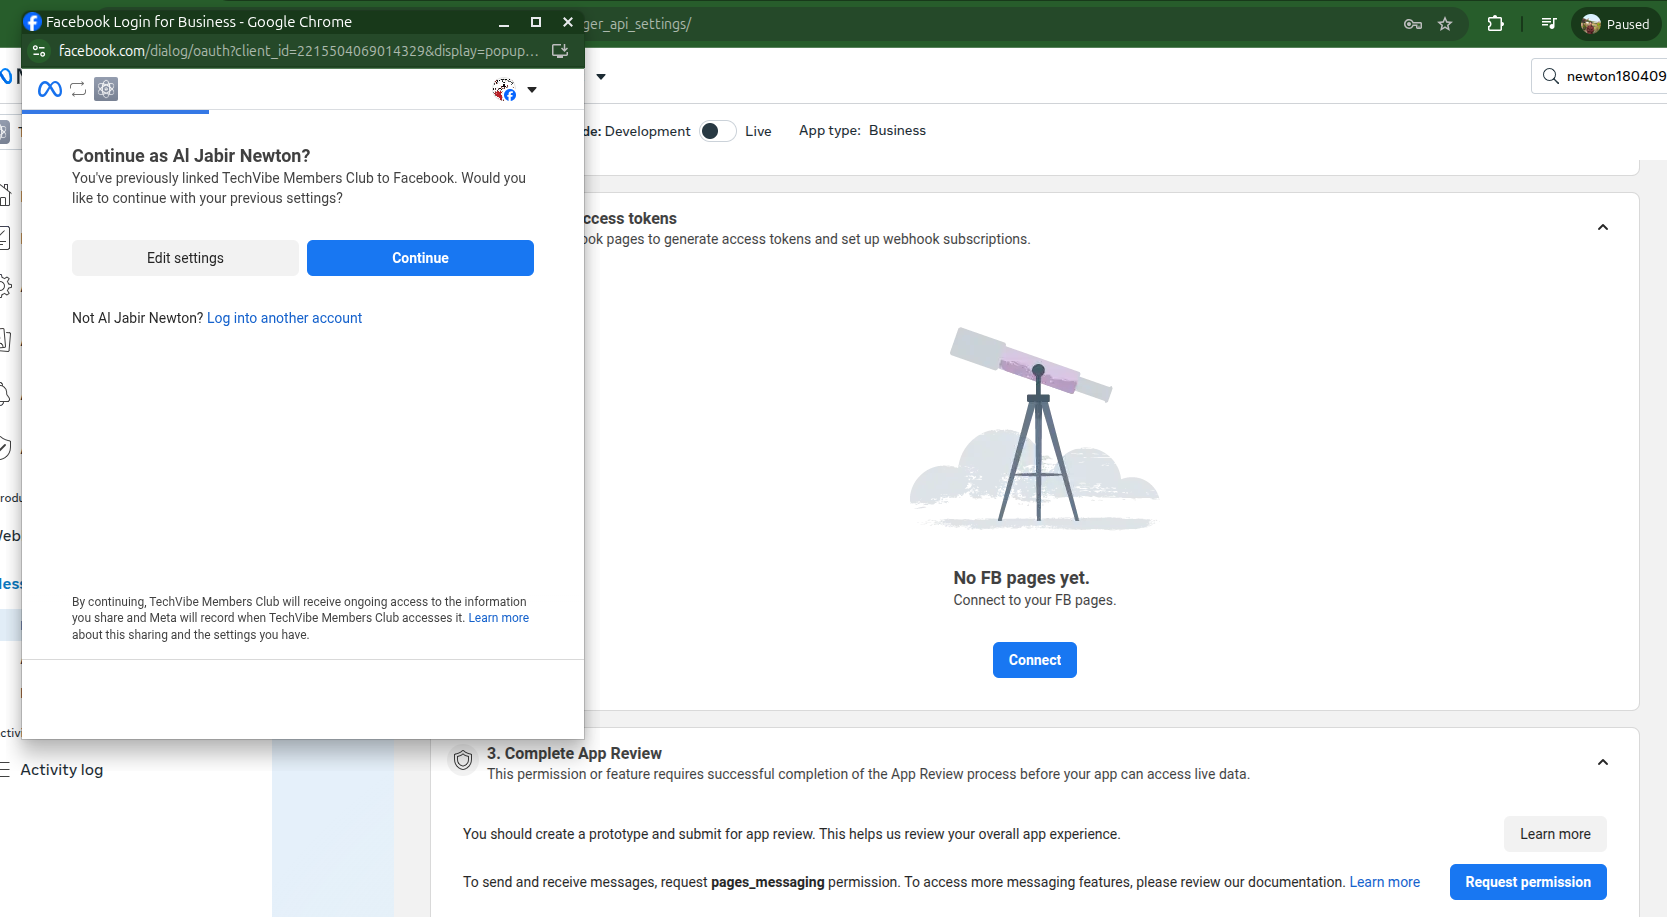 Facebook Login for Business - Google Chrome
facebook.com/dialog/oauth?client_id=2215504069014329&display=popup...
ger_api_settings/
Paused
newton180409
de: Development
Live
App type: Business
Continue as Al Jabir Newton?
You've previously linked TechVibe Members Club to Facebook. Would you
like to continue with your previous settings?
Edit settings
Continue
Not Al Jabir Newton? Log into another account
By continuing, TechVibe Members Club will receive ongoing access to the information
you share and Meta will record when TechVibe Members Club accesses it. Learn more
about this sharing and the settings you have.
ccess tokens
ok pages to generate access tokens and set up webhook subscriptions.
No FB pages yet.
Connect to your FB pages.
Connect
Activity log
3. Complete App Review
This permission or feature requires successful completion of the App Review process before your app can access live data.
You should create a prototype and submit for app review. This helps us review your overall app experience.
Learn more
To send and receive messages, request pages_messaging permission. To access more messaging features, please review our documentation. Learn more
Request permission